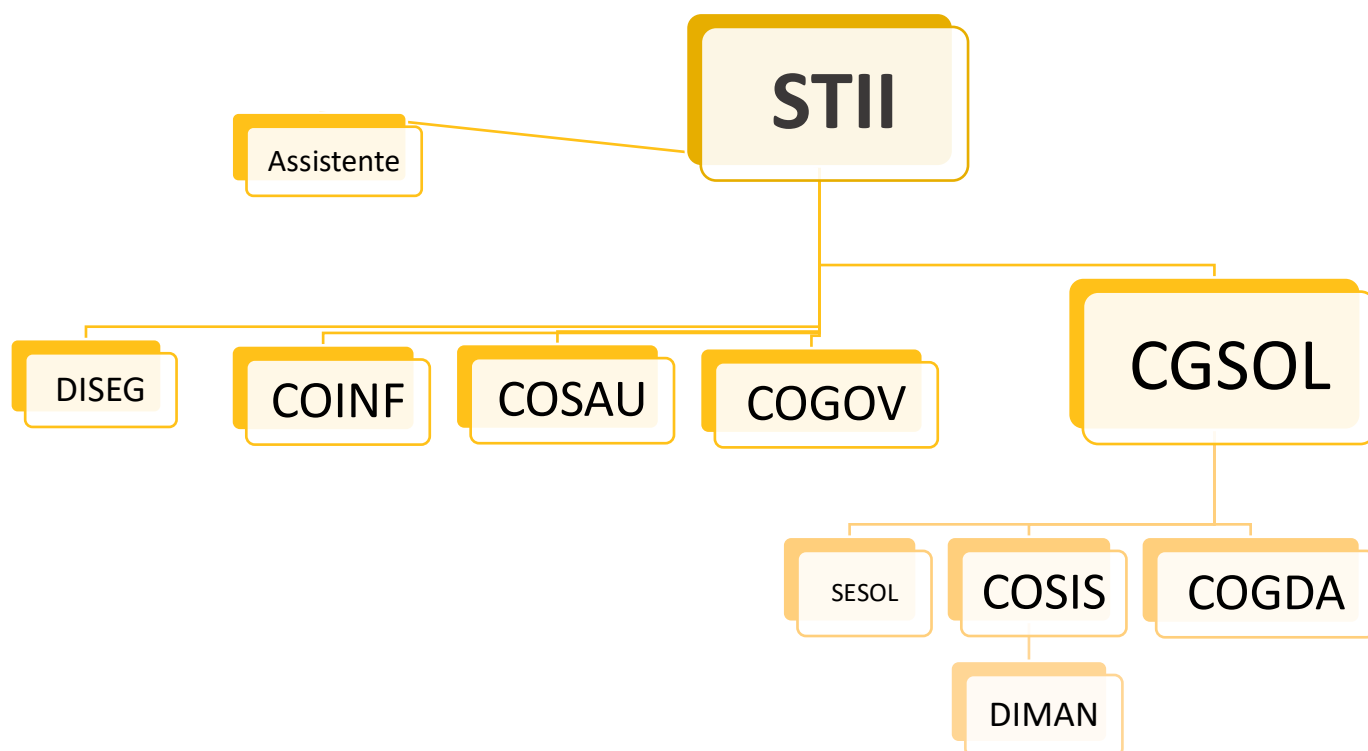 STII
Assistente
DISEG
COINF
COSAU
COGOV
CGSOL
SESOL
COSIS
COGDA
DIMAN